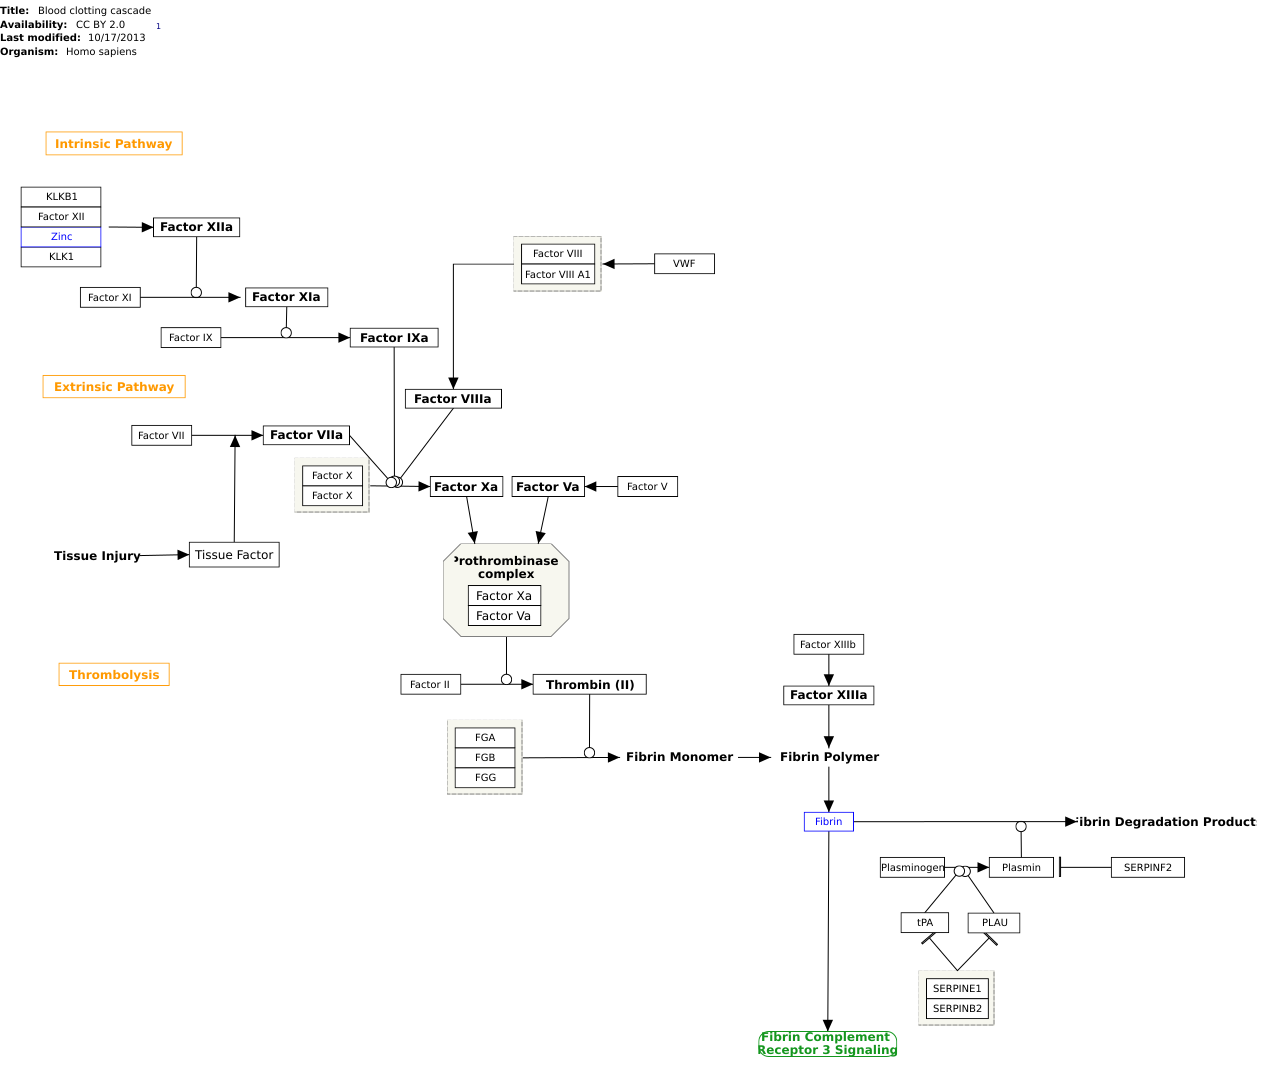 Title: Blood clotting cascade
Availability: CC BY 2.0 1
Last modified: 10/17/2013
Organism: Homo sapiens
Intrinsic Pathway
KLKB1
Factor XII
Zinc
KLK1
Factor XIIa
Factor VIII
Factor VIII A1
VWF
Factor XI
Factor XIa
Factor IX
Factor IXa
Extrinsic Pathway
Factor VIIIa
Factor VII
Factor VIIa
Factor X
Factor X
Factor Xa
Factor Va
Factor V
Tissue Injury
Tissue Factor
Prothrombinase
complex
Factor Xa
Factor Va
Thrombolysis
Factor XIIIb
Factor II
Thrombin (II)
Factor XIIIa
FGA
FGB
FGG
Fibrin Monomer
Fibrin Polymer
Fibrin
ibrin Degradation Product
Plasminogen
Plasmin
SERPINF2
tPA
PLAU
SERPINE1
SERPINB2
Fibrin Complement
Receptor 3 Signaling